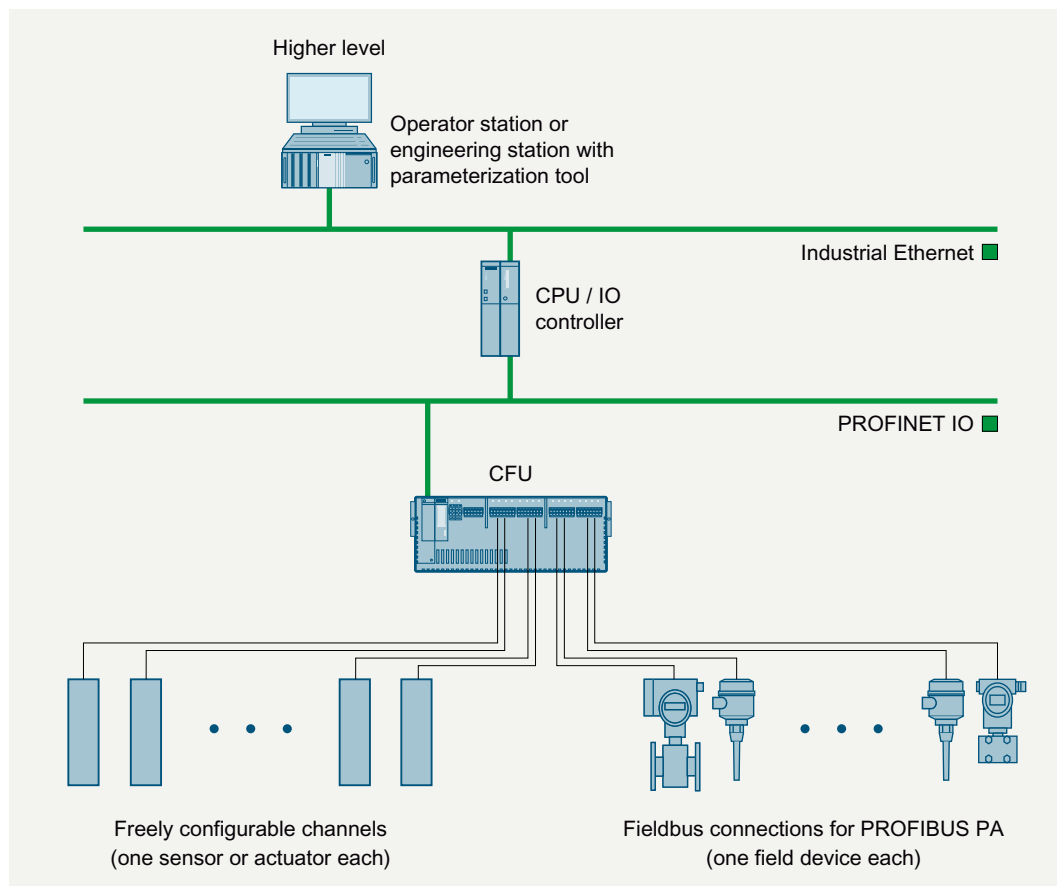 Higher level
Operator station or
engineering station with
parameterization tool
Industrial Ethernet
CPU / IO
controller
PROFINET IO
CFU
Freely configurable channels
(one sensor or actuator each)
Fieldbus connections for PROFIBUS PA
(one field device each)